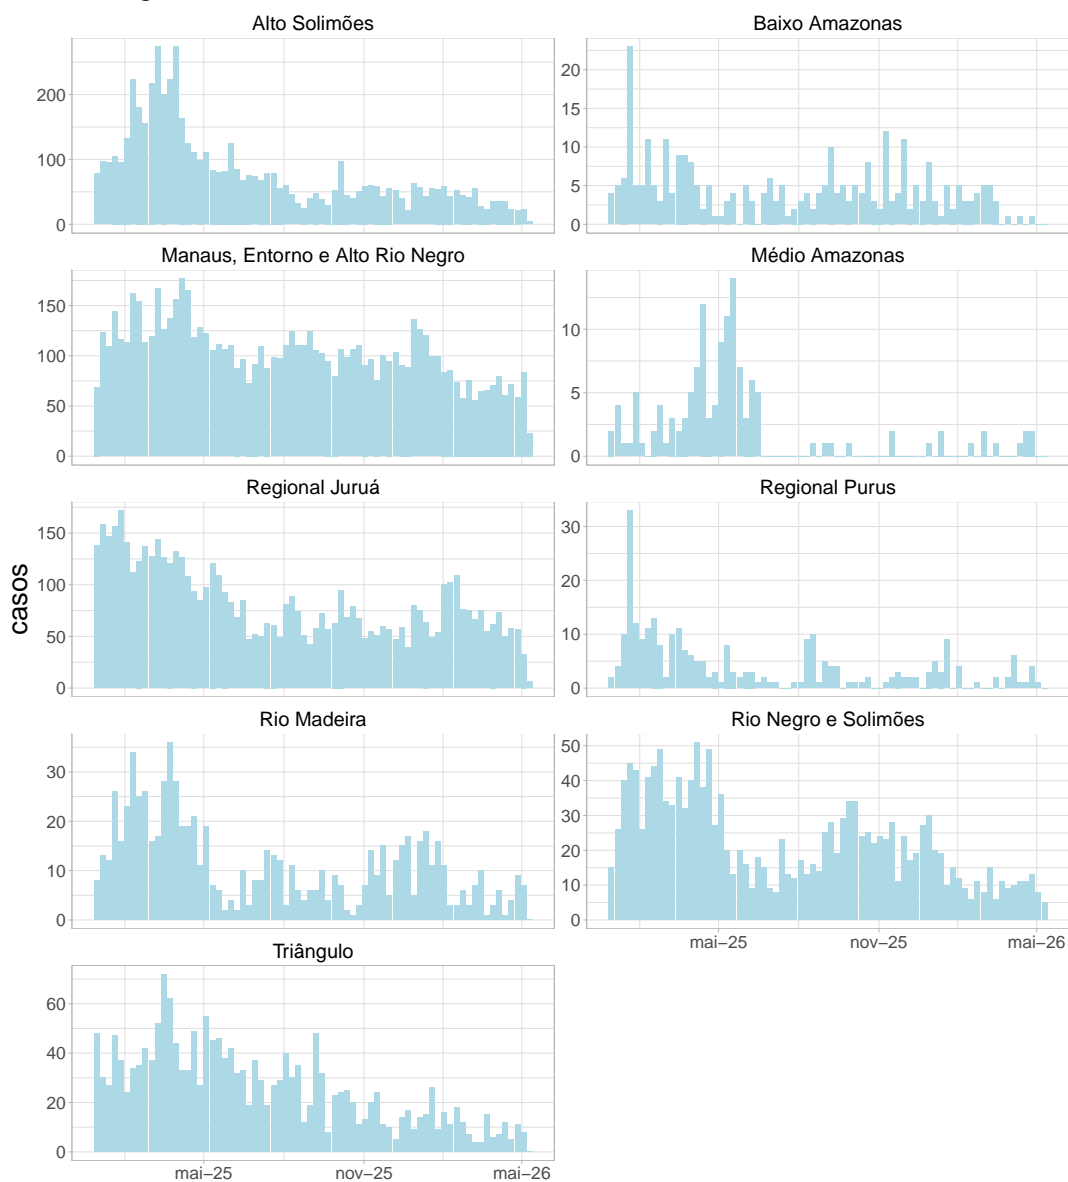 Alto Solimões
Baixo Amazonas
200
100
0
20
15
10
5
0
Manaus, Entorno e Alto Rio Negro
Médio Amazonas
150
100
50
0
10
5
0
Regional Juruá
Regional Purus
150
100
50
0
30
20
10
0
casos
Rio Madeira
Rio Negro e Solimões
30
20
10
0
50
40
30
20
10
0
mai–25
nov–25
mai–26
Triângulo
60
40
20
0
mai–25
nov–25
mai–26